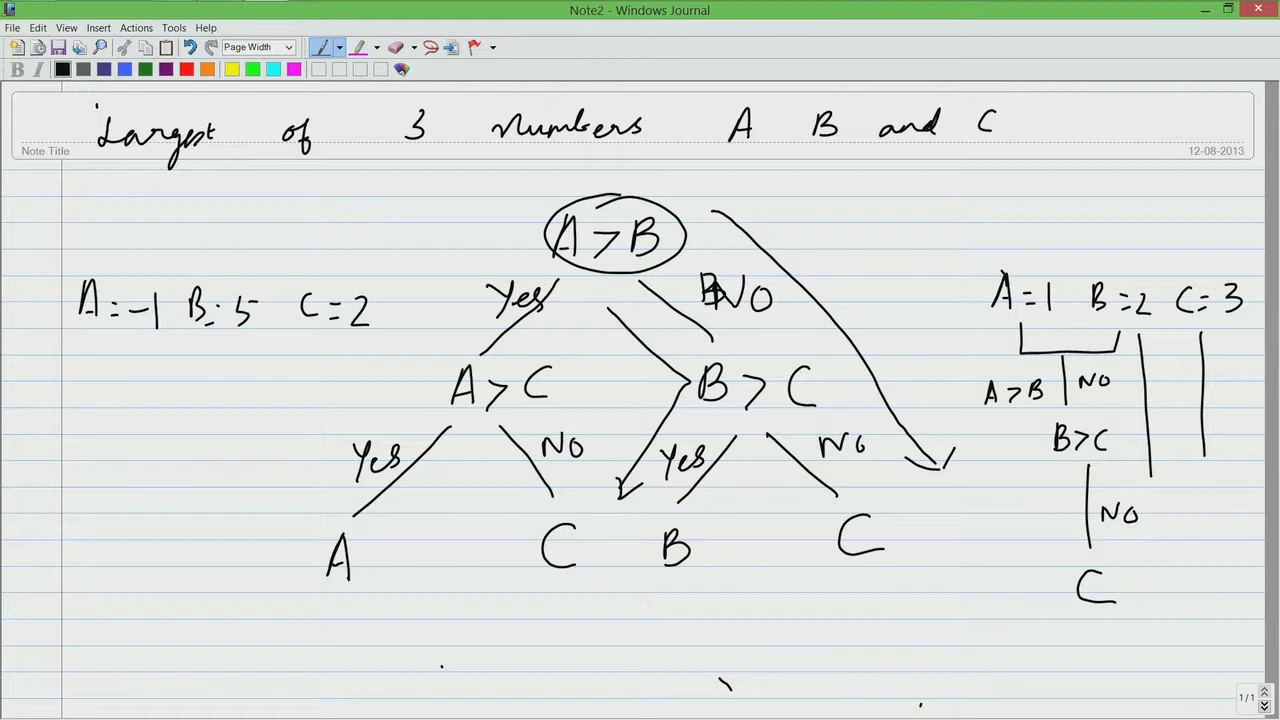 Note2 - Windows Journal
File Edit View Insert Actions Tools Help
Page Width
B I
Largest of 3 Numbers A B and C
Note Title 12-08-2013
A > B
Yes NO
A = -1 B = 5 C = 2
A = 1 B = 2 C = 3
A > C B > C
A > B NO
Yes NO Yes NO
B > C
NO
A C B C
C
1 / 1